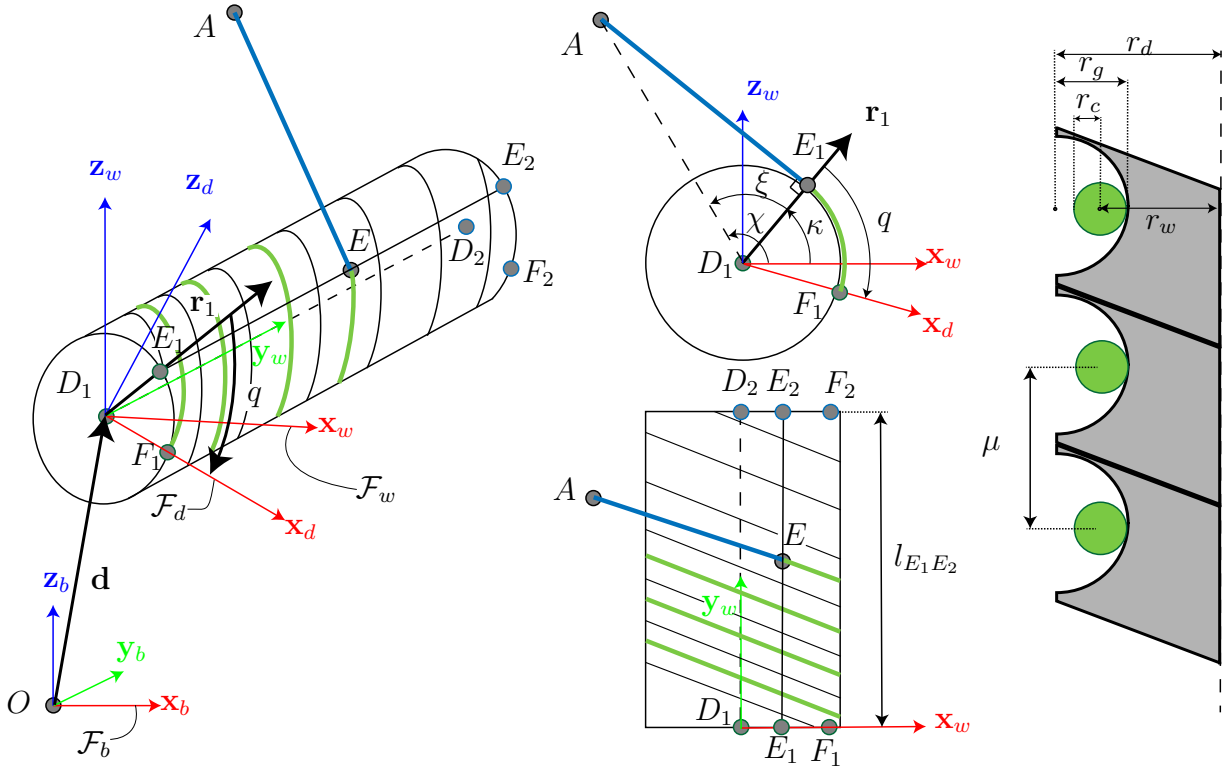 A
z_w
z_d
E_2
D_2
E
F_2
r_1
E_1
y_w
D_1
q
x_w
F_1
F_w
F_d
x_d
d
z_b
y_b
O
x_b
F_b
A
z_w
r_1
E_1
ξ
χ
κ
q
D_1
x_w
F_1
x_d
D_2 E_2 F_2
A
E
l_{E_1E_2}
y_w
D_1
x_w
E_1 F_1
r_d
r_g
r_c
r_w
μ